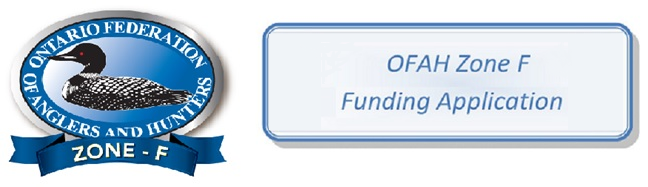 ONTARIO FEDERATION
OF ANGLERS AND HUNTERS
ZONE - F
OFAH Zone F
Funding Application